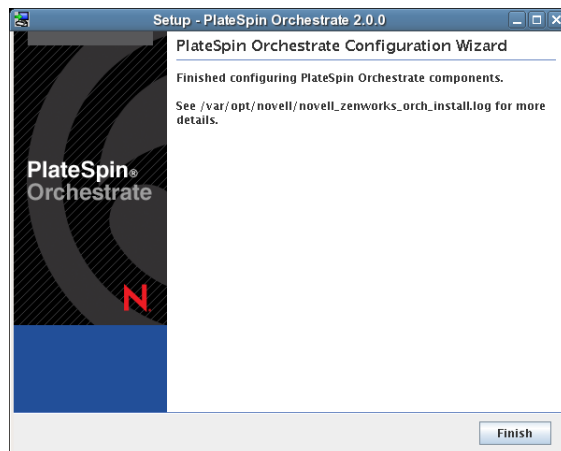 Setup - PlateSpin Orchestrate 2.0.0
PlateSpin Orchestrate Configuration Wizard
Finished configuring PlateSpin Orchestrate components.
See /var/opt/novell/novell_zenworks_orch_install.log for more
details.
PlateSpin®
Orchestrate
N.
Finish